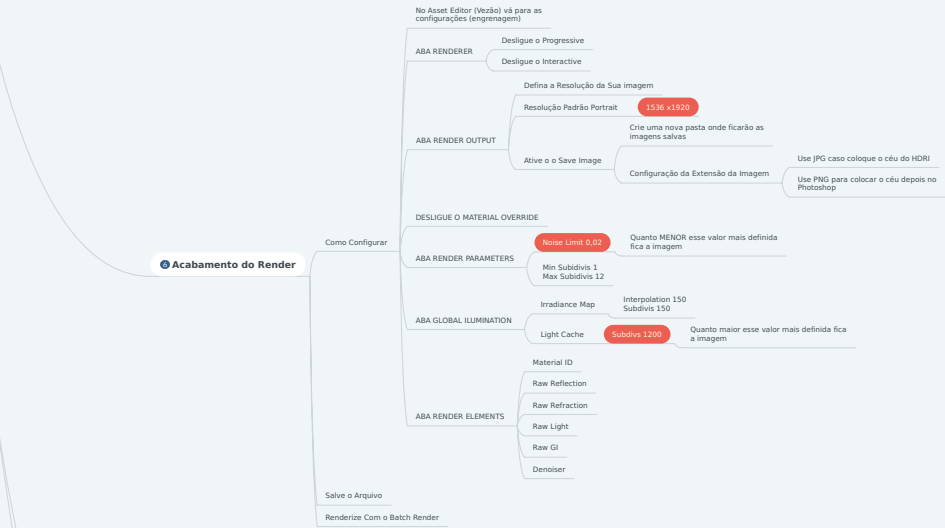 No Asset Editor (Vezão) vá para as
configurações (engrenagem)
ABA RENDERER
Desligue o Progressive
Desligue o Interactive
ABA RENDER OUTPUT
Defina a Resolução da Sua imagem
Resolução Padrão Portrait
1536 x1920
Ative o o Save Image
Crie uma nova pasta onde ficarão as
imagens salvas
Configuração da Extensão da Imagem
Use JPG caso coloque o céu do HDRI
Use PNG para colocar o céu depois no
Photoshop
DESLIGUE O MATERIAL OVERRIDE
Como Configurar
ABA RENDER PARAMETERS
Noise Limit 0,02
Quanto MENOR esse valor mais definida
fica a imagem
Min Subidivis 1
Max Subidivis 12
Acabamento do Render
ABA GLOBAL ILUMINATION
Irradiance Map
Interpolation 150
Subdivis 150
Light Cache
Subdivs 1200
Quanto maior esse valor mais definida fica
a imagem
ABA RENDER ELEMENTS
Material ID
Raw Reflection
Raw Refraction
Raw Light
Raw GI
Denoiser
Salve o Arquivo
Renderize Com o Batch Render